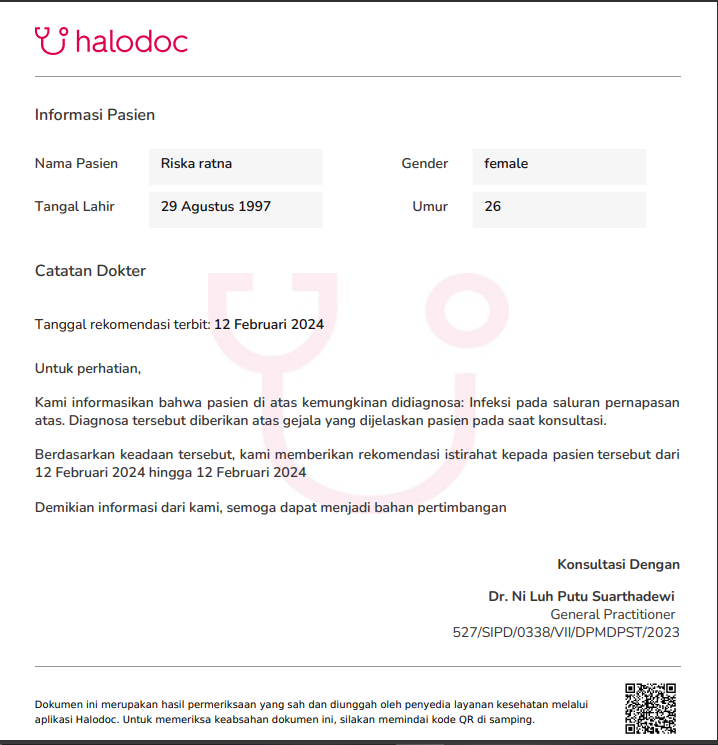 halodoc
Informasi Pasien
Nama Pasien Riska ratna Gender female
Tangal Lahir 29 Agustus 1997 Umur 26
Catatan Dokter
Tanggal rekomendasi terbit: 12 Februari 2024
Untuk perhatian,
Kami informasikan bahwa pasien di atas kemungkinan didiagnosa: Infeksi pada saluran pernapasan
atas. Diagnosa tersebut diberikan atas gejala yang dijelaskan pasien pada saat konsultasi.
Berdasarkan keadaan tersebut, kami memberikan rekomendasi istirahat kepada pasien tersebut dari
12 Februari 2024 hingga 12 Februari 2024
Demikian informasi dari kami, semoga dapat menjadi bahan pertimbangan
Konsultasi Dengan
Dr. Ni Luh Putu Suarthadewi
General Practitioner
527/SIPD/0338/VII/DPMDPST/2023
Dokumen ini merupakan hasil permeriksaan yang sah dan diunggah oleh penyedia layanan kesehatan melalui
aplikasi Halodoc. Untuk memeriksa keabsahan dokumen ini, silakan memindai kode QR di samping.